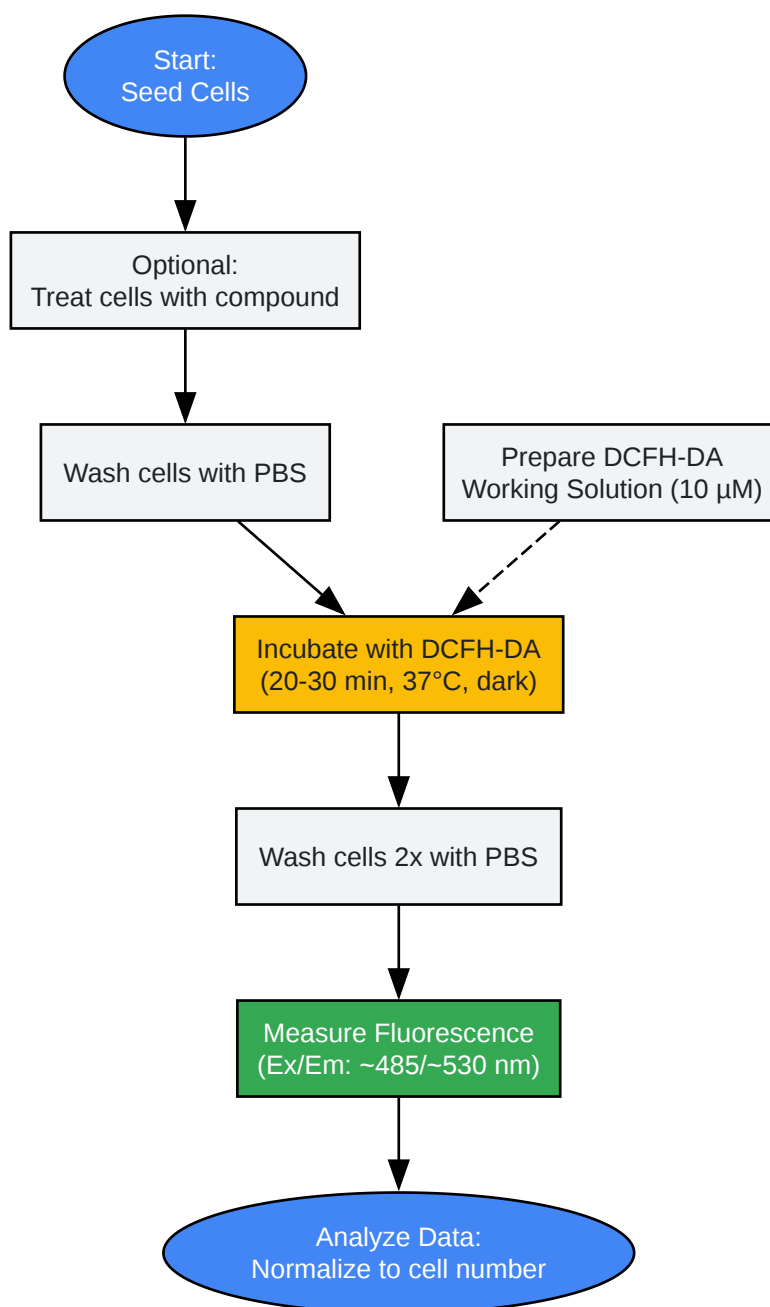 Start:
Seed Cells
Optional:
Treat cells with compound
Wash cells with PBS
Prepare DCFH-DA
Working Solution (10 µM)
Incubate with DCFH-DA
(20-30 min, 37°C, dark)
Wash cells 2x with PBS
Measure Fluorescence
(Ex/Em: ~485/~530 nm)
Analyze Data:
Normalize to cell number